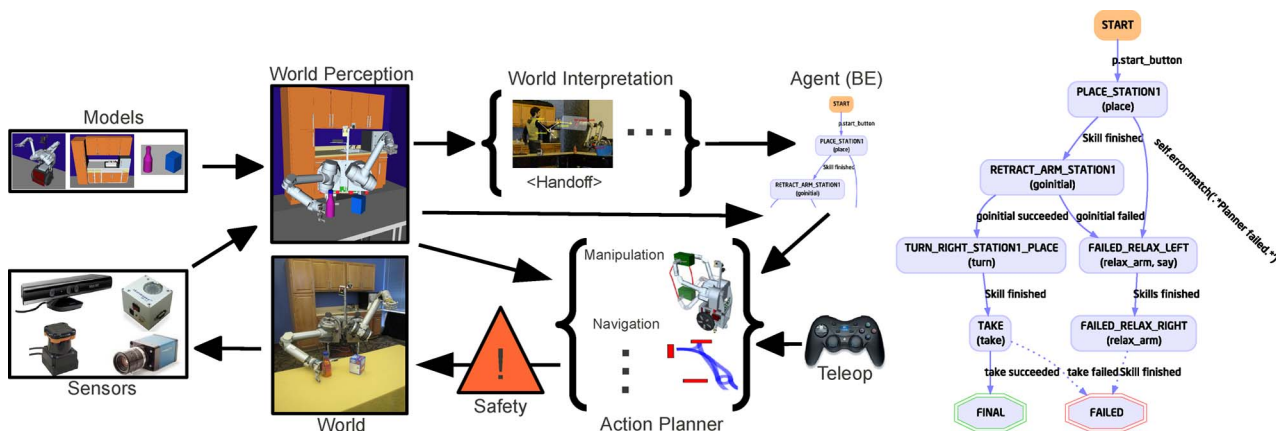 Models
World Perception
World Interpretation
Agent (BE)
<Handoff>
START
p.start_button
PLACE_STATION1
(place)
Skill finished
RETRACT_ARM_STATION1
(goinitial)
Sensors
World
Safety
Manipulation
Navigation
Action Planner
Teleop
START
p.start_button
PLACE_STATION1
(place)
Skill finished
self.error:match('.*Planner failed.*')
RETRACT_ARM_STATION1
(goinitial)
goinitial succeeded
goinitial failed
TURN_RIGHT_STATION1_PLACE
(turn)
FAILED_RELAX_LEFT
(relax_arm, say)
Skill finished
Skills finished
TAKE
(take)
FAILED_RELAX_RIGHT
(relax_arm)
take succeeded
take failed
Skill finished
FINAL
FAILED